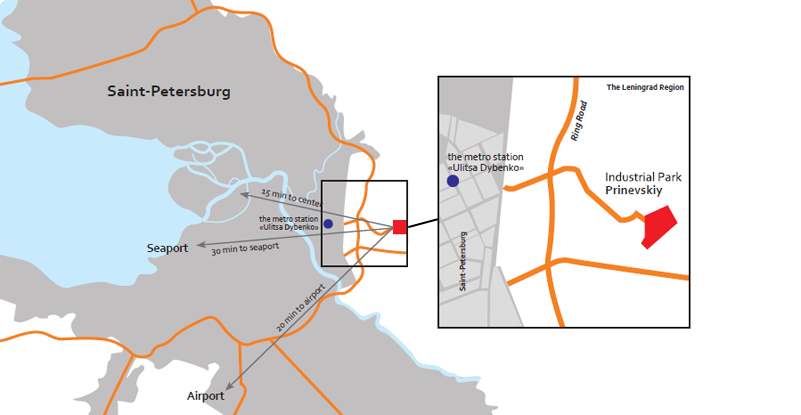 Saint-Petersburg
15 min to center
the metro station
«Ulitsa Dybenko»
Seaport
30 min to seaport
20 min to airport
Airport
The Leningrad Region
Ring Road
the metro station
«Ulitsa Dybenko»
Industrial Park
Prinevskiy
Saint-Petersburg